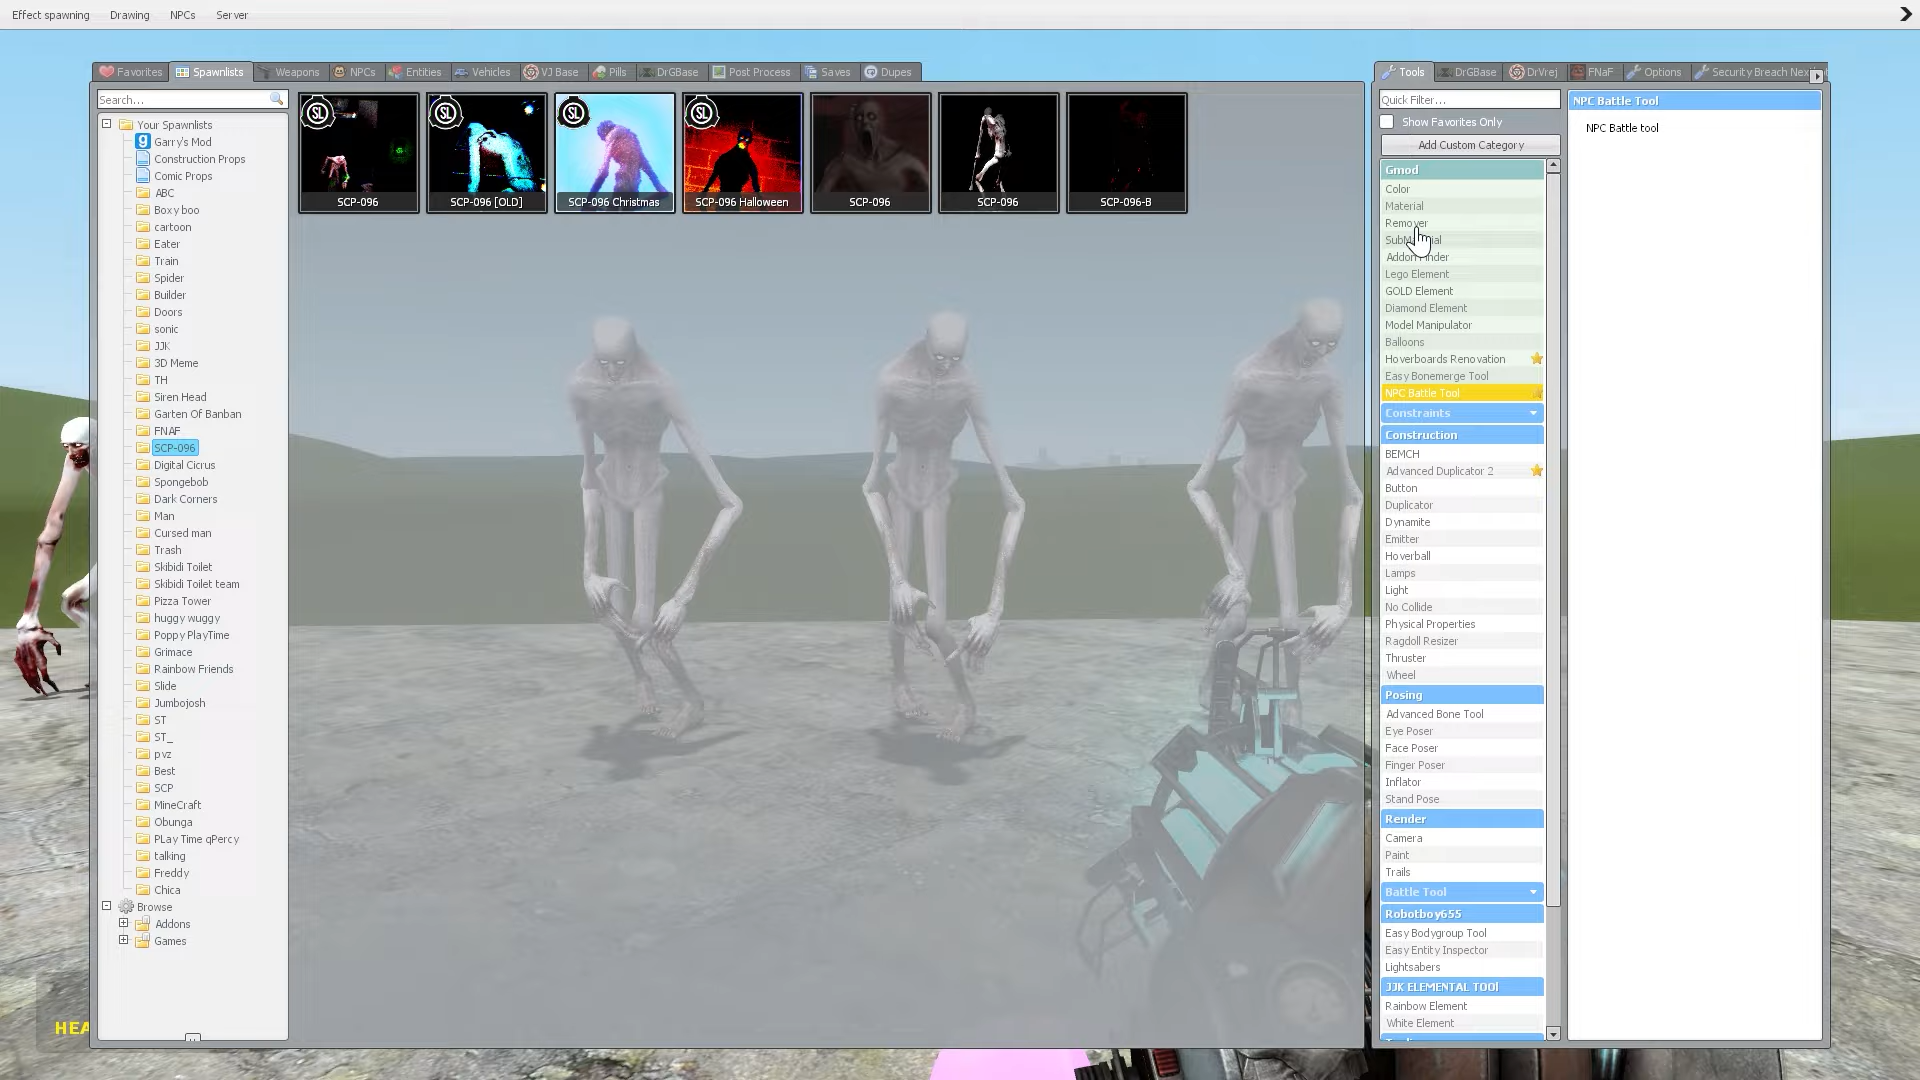 Effect spawning Drawing NPCs Server
Favorites Spawnlists Weapons NPCs Entities Vehicles VJ Base Pills DrGBase Post Process Saves Dupes
Search...
Your Spawnlists
Garry's Mod
Construction Props
Comic Props
ABC
Boxy boo
cartoon
Eater
Train
Spider
Builder
Doors
sonic
JJK
3D Meme
TH
Siren Head
Garten Of Banban
FNAF
SCP-096
Digital Cicrus
Spongebob
Dark Corners
Man
Cursed man
Trash
Skibidi Toilet
Skibidi Toilet team
Pizza Tower
huggy wuggy
Poppy PlayTime
Grimace
Rainbow Friends
Slide
Jumbojosh
ST
ST_
pvz
Best
SCP
MineCraft
Obunga
PLay Time qPercy
talking
Freddy
Chica
Browse
Addons
Games
SL SL SL SL
SCP-096 SCP-096 [OLD] SCP-096 Christmas SCP-096 Halloween SCP-096 SCP-096 SCP-096-B
Tools DrGBase DrVrej FNaF Options Security Breach
Quick Filter...
Show Favorites Only
Add Custom Category
Gmod
Color
Material
Remover
Addon Finder
Lego Element
GOLD Element
Diamond Element
Model Manipulator
Balloons
Hoverboards Renovation
Easy Bonemerge Tool
NPC Battle Tool
Constraints
Construction
BEMCH
Advanced Duplicator 2
Button
Duplicator
Dynamite
Emitter
Hoverball
Lamps
Light
No Collide
Physical Properties
Ragdoll Resizer
Thruster
Wheel
Posing
Advanced Bone Tool
Eye Poser
Face Poser
Finger Poser
Inflator
Stand Pose
Render
Camera
Paint
Trails
Battle Tool
Robotboy655
Easy Bodygroup Tool
Easy Entity Inspector
Lightsabers
JJK ELEMENTAL TOOl
Rainbow Element
White Element
NPC Battle Tool
NPC Battle tool
HEA